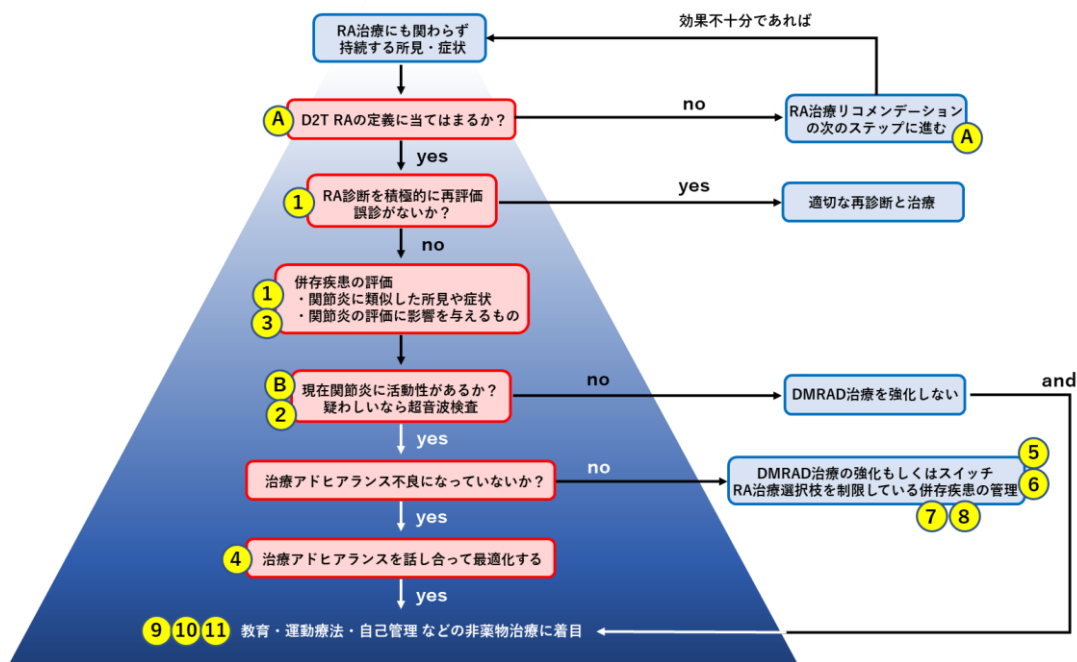 効果不十分であれば
RA治療にも関わらず
持続する所見・症状
A
D2T RAの定義に当てはまるか？
no
RA治療リコメンデーション
の次のステップに進む
A
yes
1
RA診断を積極的に再評価
誤診がないか？
yes
適切な再診断と治療
no
1
3
併存疾患の評価
・関節炎に類似した所見や症状
・関節炎の評価に影響を与えるもの
B
2
現在関節炎に活動性があるか？
疑わしいなら超音波検査
no
DMRAD治療を強化しない
and
yes
治療アドヒアランス不良になっていないか？
no
DMRAD治療の強化もしくはスイッチ
RA治療選択枝を制限している併存疾患の管理
5
6
7 8
yes
4
治療アドヒアランスを話し合って最適化する
yes
9 10 11 教育・運動療法・自己管理 などの非薬物治療に着目